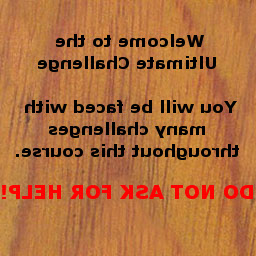 Welcome to the
Ultimate Challenge
You will be faced with
many challenges
throughout this course.
DO NOT ASK FOR HELP!